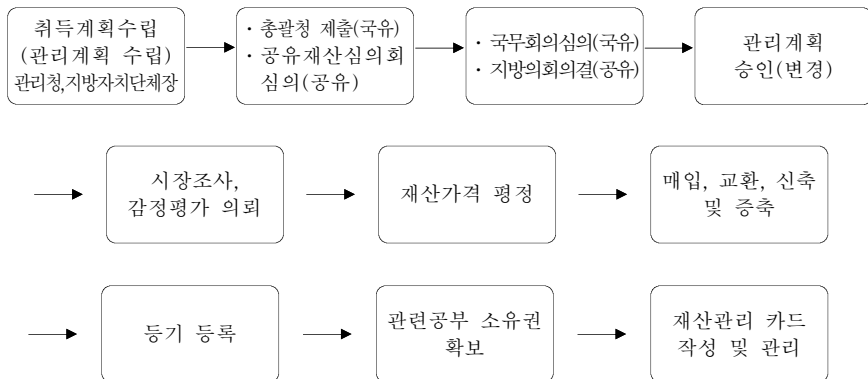 취득계획수립
(관리계획 수립)
관리청,지방자치단체장
· 총괄청 제출(국유)
· 공유재산심의회
심의(공유)
· 국무회의심의(국유)
· 지방의회의결(공유)
관리계획
승인(변경)
시장조사,
감정평가 의뢰
재산가격 평정
매입, 교환, 신축
및 증축
등기 등록
관련공부 소유권
확보
재산관리 카드
작성 및 관리